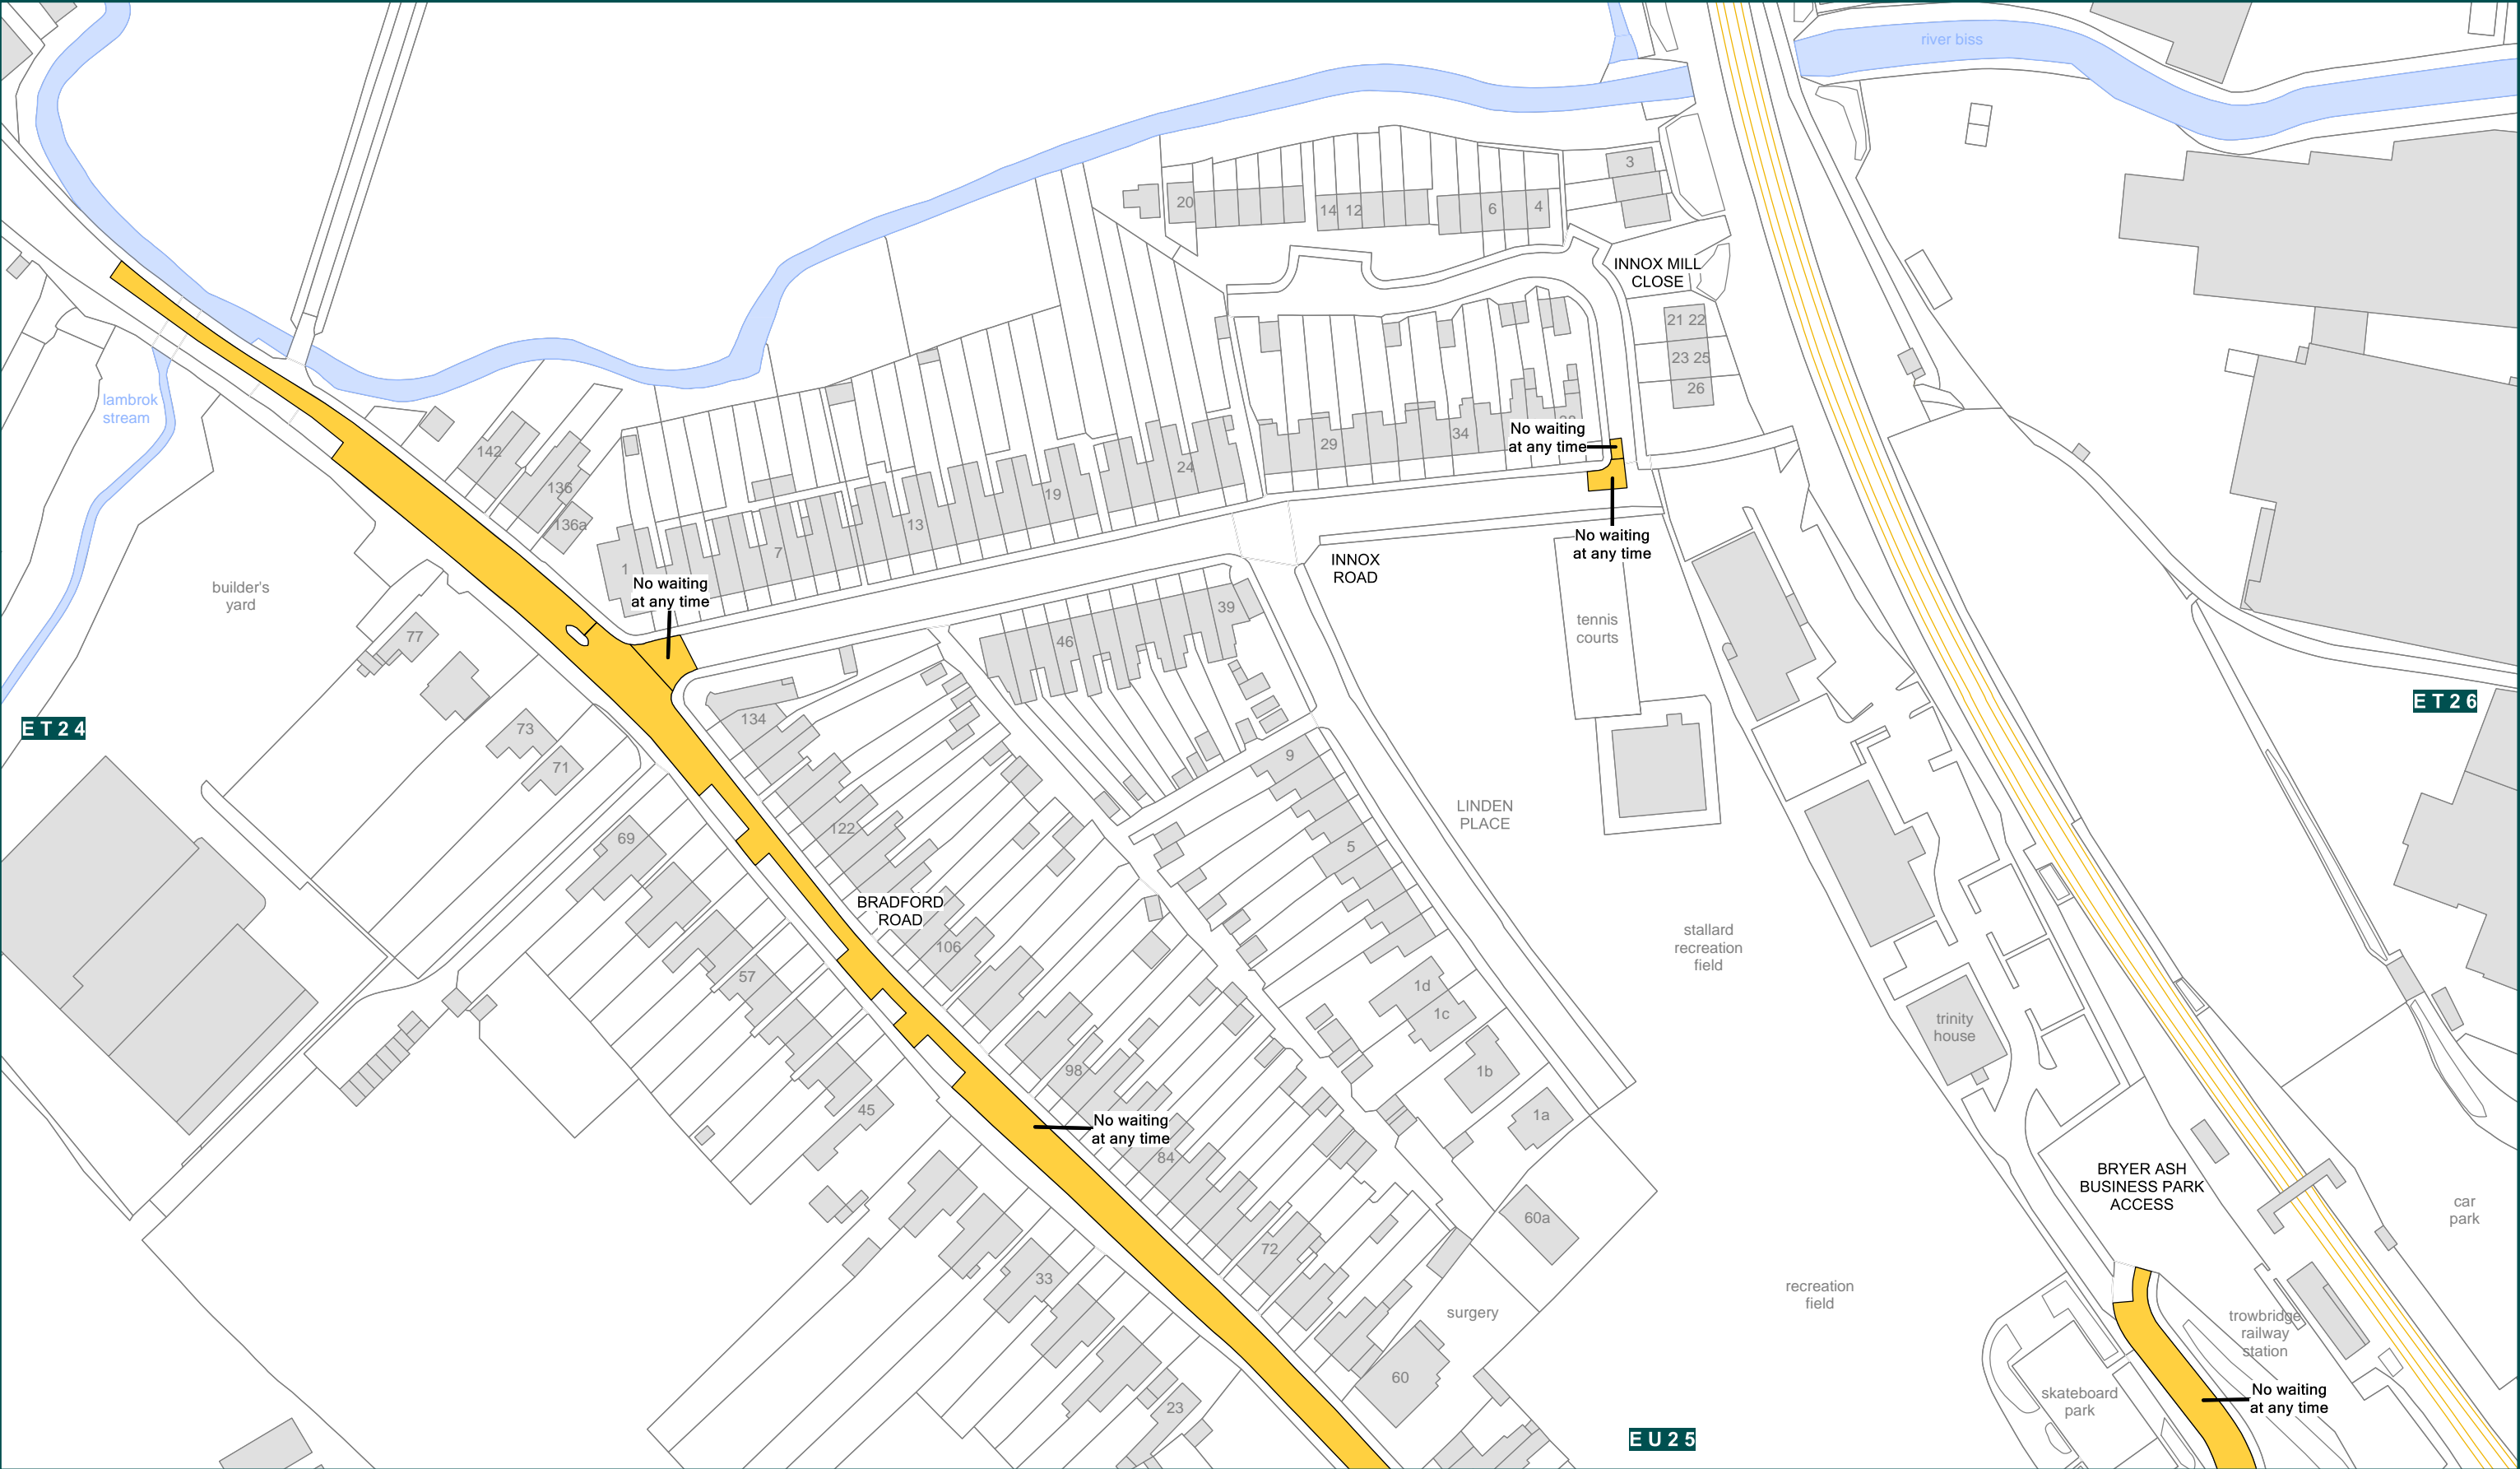 river biss
3
20
14 12
6
4
INNOX MILL
CLOSE
21 22
23 25
26
lambrok
stream
142
136
136a
No waiting
at any time
29
34
24
19
13
7
1
No waiting
at any time
No waiting
at any time
INNOX
ROAD
builder's
yard
77
39
46
tennis
courts
ET24
ET26
73
71
134
9
LINDEN
PLACE
69
122
5
BRADFORD
ROAD
106
stallard
recreation
field
57
1d
1c
trinity
house
98
1b
45
No waiting
at any time
84
1a
BRYER ASH
BUSINESS PARK
ACCESS
car
park
60a
72
33
recreation
field
surgery
trowbridge
railway
station
60
skateboard
park
No waiting
at any time
23
EU25